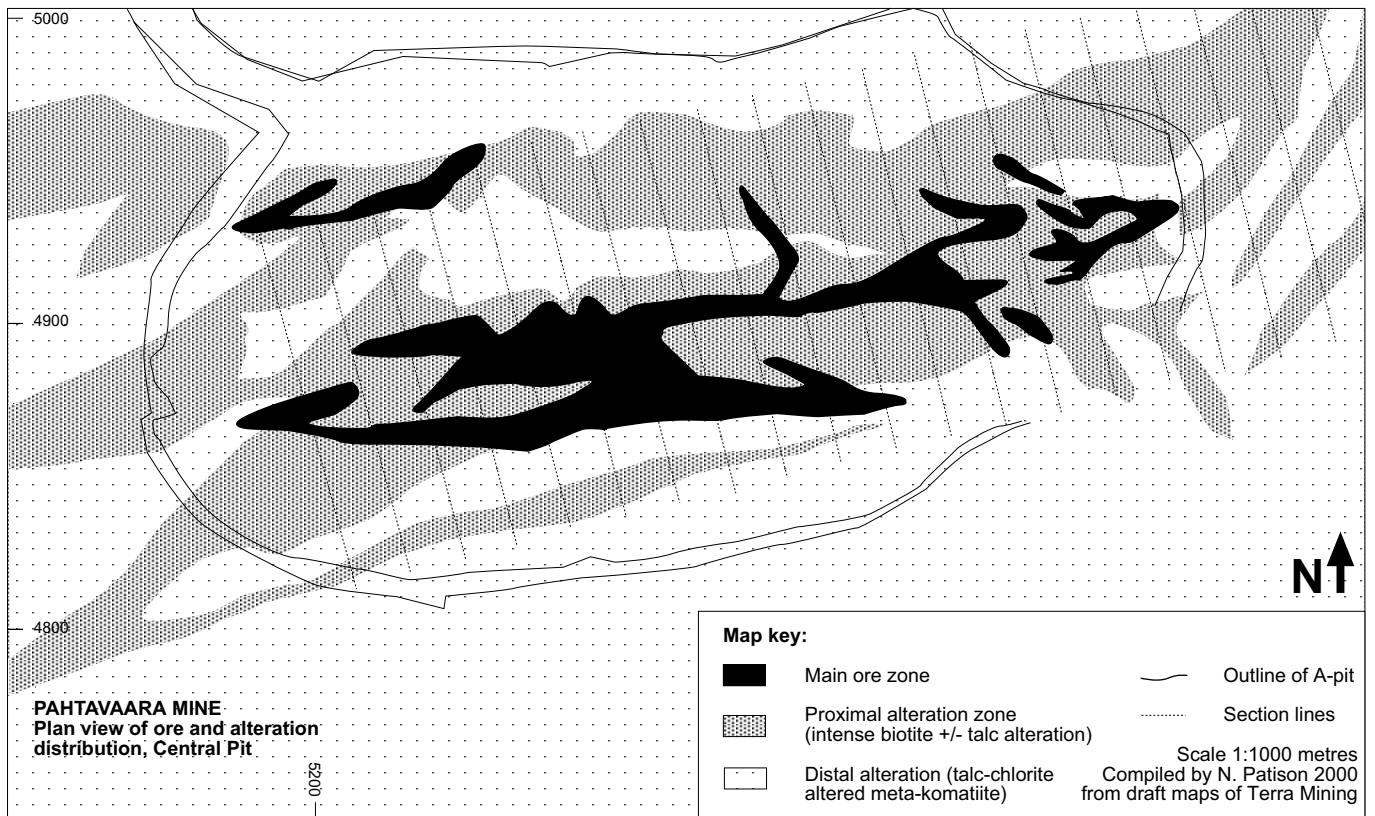 5000
4900
4800
N
PAHTAVAARA MINE
Plan view of ore and alteration
distribution, Central Pit
5200
Map key:
Main ore zone
Proximal alteration zone
(intense biotite +/- talc alteration)
Distal alteration (talc-chlorite
altered meta-komatiite)
Outline of A-pit
Section lines
Scale 1:1000 metres
Compiled by N. Patison 2000
from draft maps of Terra Mining